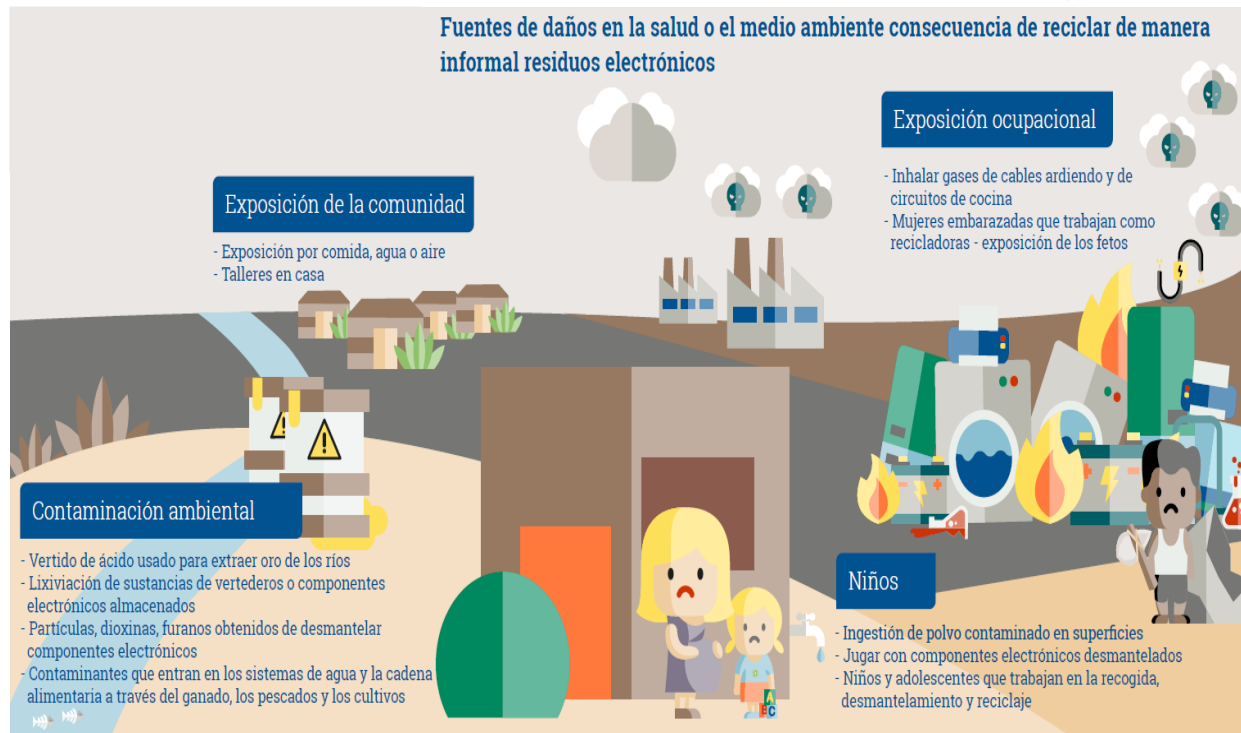 Fuentes de daños en la salud o el medio ambiente consecuencia de reciclar de manera
informal residuos electrónicos
Exposición ocupacional
- Inhalar gases de cables ardiendo y de
circuitos de cocina
- Mujeres embarazadas que trabajan como
recicladoras - exposición de los fetos
Exposición de la comunidad
- Exposición por comida, agua o aire
- Talleres en casa
Contaminación ambiental
- Vertido de ácido usado para extraer oro de los ríos
- Lixiviación de sustancias de vertederos o componentes
electrónicos almacenados
- Partículas, dioxinas, furanos obtenidos de desmantelar
componentes electrónicos
- Contaminantes que entran en los sistemas de agua y la cadena
alimentaria a través del ganado, los pescados y los cultivos
Niños
- Ingestión de polvo contaminado en superficies
- Jugar con componentes electrónicos desmantelados
- Niños y adolescentes que trabajan en la recogida,
desmantelamiento y reciclaje
A
B C